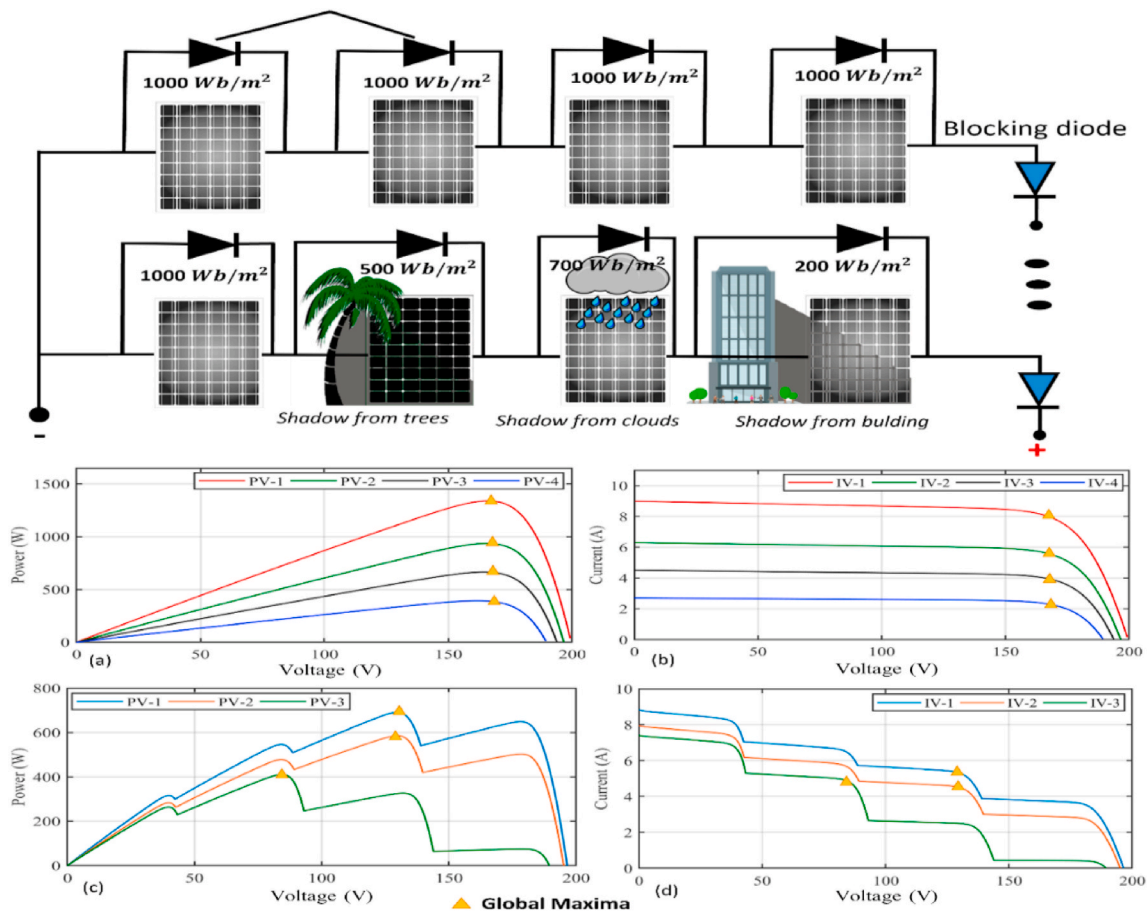 1000 Wb/m²
1000 Wb/m²
1000 Wb/m²
1000 Wb/m²
Blocking diode
1000 Wb/m²
500 Wb/m²
700 Wb/m²
200 Wb/m²
Shadow from trees
Shadow from clouds
Shadow from bulding
-
+
PV-1 PV-2 PV-3 PV-4
1500
1000
500
0
Power (W)
0 50 100 150 200
(a)
Voltage (V)
IV-1 IV-2 IV-3 IV-4
10
8
6
4
2
0
Current (A)
0 50 100 150 200
(b)
Voltage (V)
PV-1 PV-2 PV-3
800
600
400
200
0
Power (W)
0 50 100 150 200
(c)
Voltage (V)
IV-1 IV-2 IV-3
10
8
6
4
2
0
Current (A)
0 50 100 150 200
(d)
Voltage (V)
Global Maxima